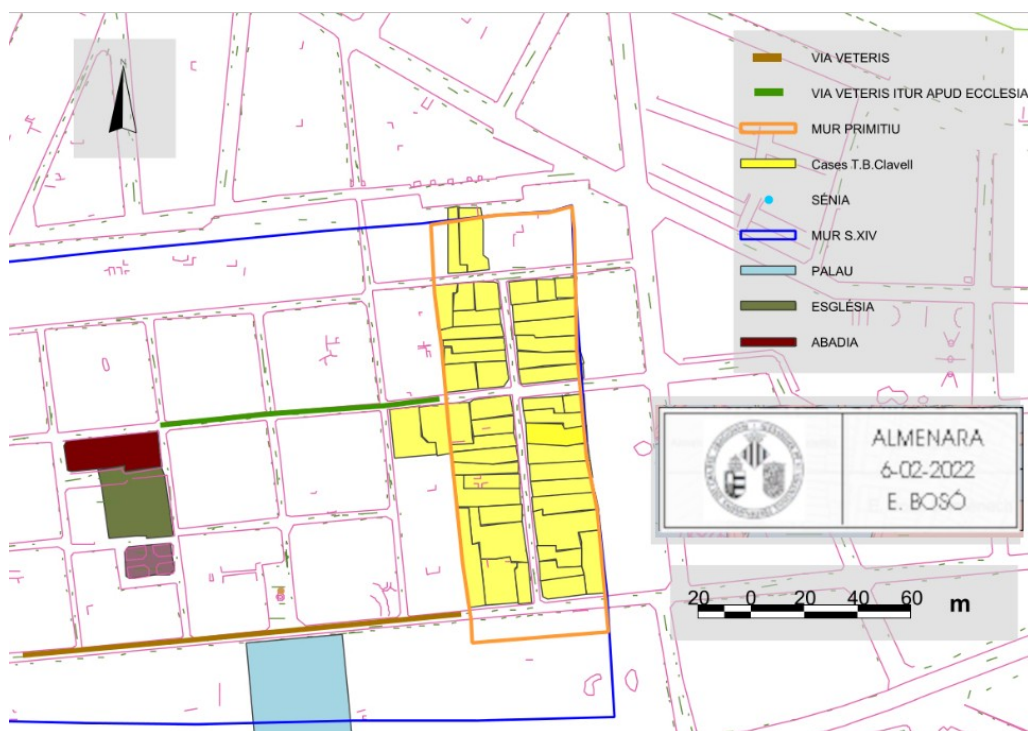 N
VIA VETERIS
VIA VETERIS ITUR APUD ECCLESIA
MUR PRIMITIU
Cases T.B.Clavell
SÉNIA
MUR S.XIV
PALAU
ESGLÉSIA
ABADIA
ALMENARA
6-02-2022
E. BOSÓ
20 0 20 40 60 m